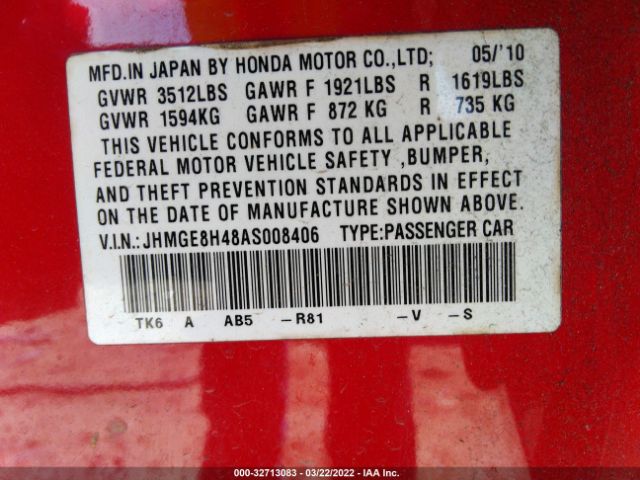 MFD.IN JAPAN BY HONDA MOTOR CO.,LTD; 05/'10
GVWR 3512LBS GAWR F 1921LBS R 1619LBS
GVWR 1594KG GAWR F 872 KG R 735 KG
THIS VEHICLE CONFORMS TO ALL APPLICABLE
FEDERAL MOTOR VEHICLE SAFETY ,BUMPER,
AND THEFT PREVENTION STANDARDS IN EFFECT
ON THE DATE OF MANUFACTURE SHOWN ABOVE.
V.I.N.:JHMGE8H48AS008406 TYPE:PASSENGER CAR
TK6 A AB5 -R81 -V -S
000-32713083 - 03/22/2022 - IAA Inc.